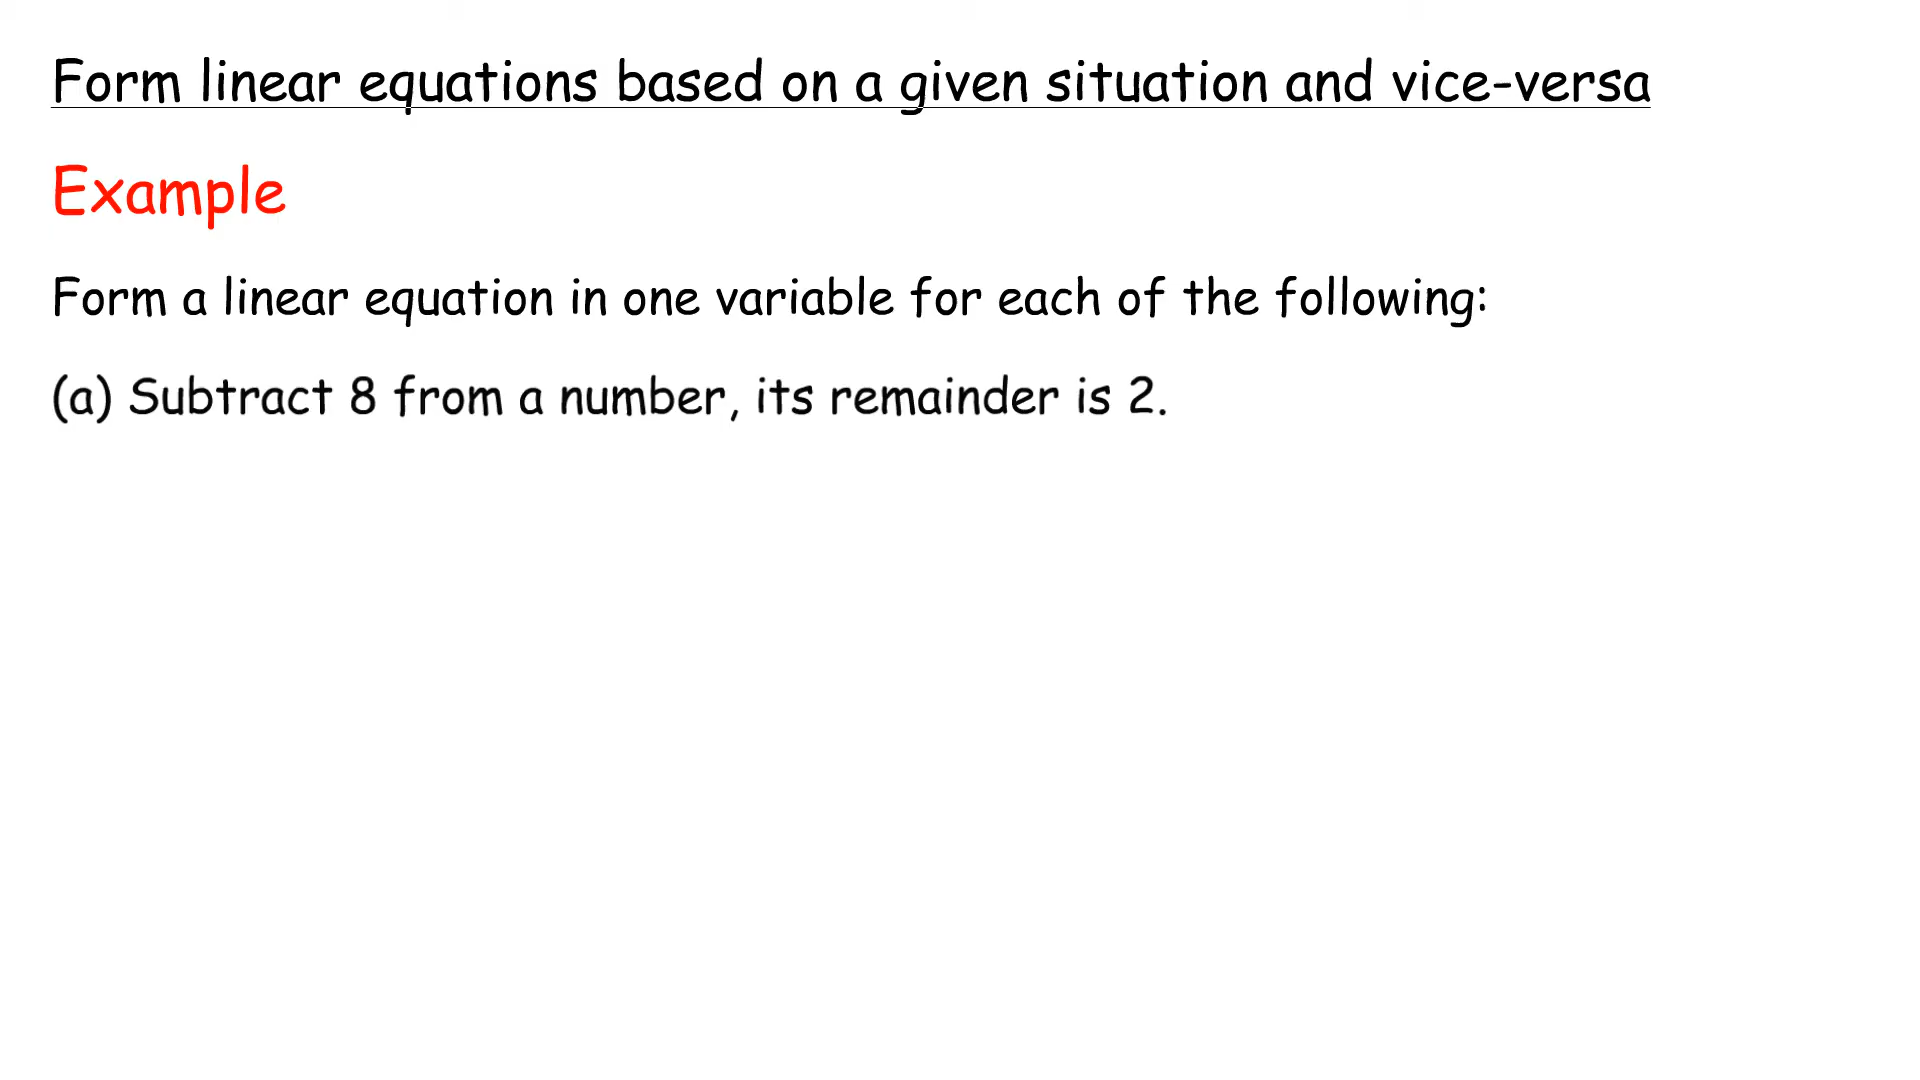 Form linear equations based on a given situation and vice-versa
Example
Form a linear equation in one variable for each of the following:
(a) Subtract 8 from a number, its remainder is 2.